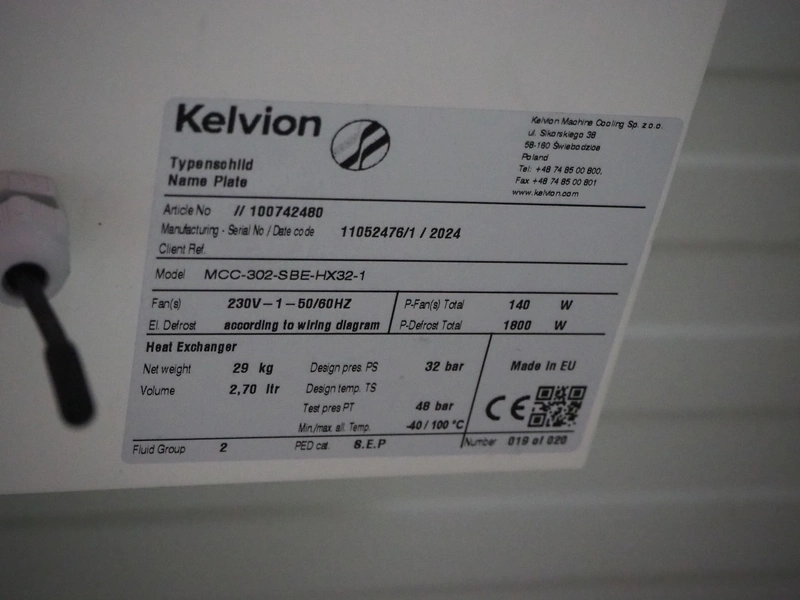 Kelvion
Kelvion Machine Cooling Sp. z o.o.
ul. Sikorskiego 38
58-160 Świebodzice
Poland
Tel: +48 74 85 00 800,
Fax +48 74 85 00 801
www.kelvion.com
Typenschild
Name Plate
Article No // 100742480
Manufacturing - Serial No / Date code 11052476/1 / 2024
Client Ref.
Model MCC-302-SBE-HX32-1
Fan(s) 230V-1-50/60HZ P-Fan(s) Total 140 W
El. Defrost according to wiring diagram P-Defrost Total 1800 W
Heat Exchanger
Net weight 29 kg Design pres. PS 32 bar Made in EU
Volume 2,70 ltr Design temp. TS
Test pres PT 48 bar CE
Min./max. all. Temp. -40 / 100 °C
Fluid Group 2 PED cat. S.E.P Number 019 of 020